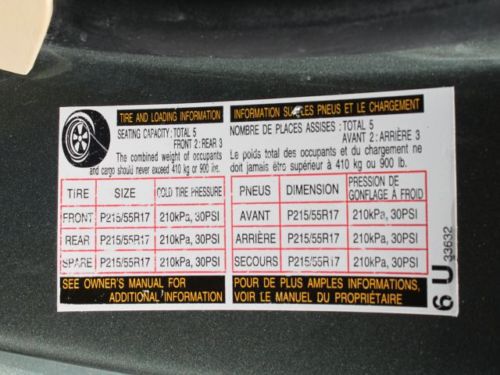 TIRE AND LOADING INFORMATION
SEATING CAPACITY : TOTAL 5
FRONT 2 : REAR 3
The combined weight of occupants
and cargo should never exceed 410 kg or 900 lbs.
TIRE SIZE COLD TIRE PRESSURE
FRONT P215/55R17 210kPa, 30PSI
REAR P215/55R17 210kPa, 30PSI
SPARE P215/55R17 210kPa, 30PSI
SEE OWNER'S MANUAL FOR
ADDITIONAL INFORMATION
INFORMATION SUR LES PNEUS ET LE CHARGEMENT
NOMBRE DE PLACES ASSISES : TOTAL 5
AVANT 2 : ARRIÈRE 3
Le poids total des occupants et du chargement ne
doit jamais être supérieur à 410 kg ou 900 lb.
PNEUS DIMENSION PRESSION DE
GONFLAGE À FROID
AVANT P215/55R17 210kPa, 30PSI
ARRIÈRE P215/55R17 210kPa, 30PSI
SECOURS P215/55R17 210kPa, 30PSI
POUR DE PLUS AMPLES INFORMATIONS,
VOIR LE MANUEL DU PROPRIÉTAIRE
6 U 33632